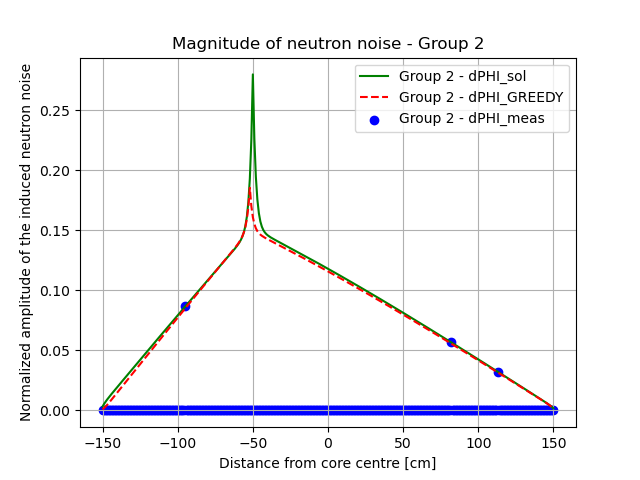 Magnitude of neutron noise - Group 2
Normalized amplitude of the induced neutron noise
0.25
0.20
0.15
0.10
0.05
0.00
Group 2 - dPHI_sol
Group 2 - dPHI_GREEDY
Group 2 - dPHI_meas
−150 −100 −50 0 50 100 150
Distance from core centre [cm]